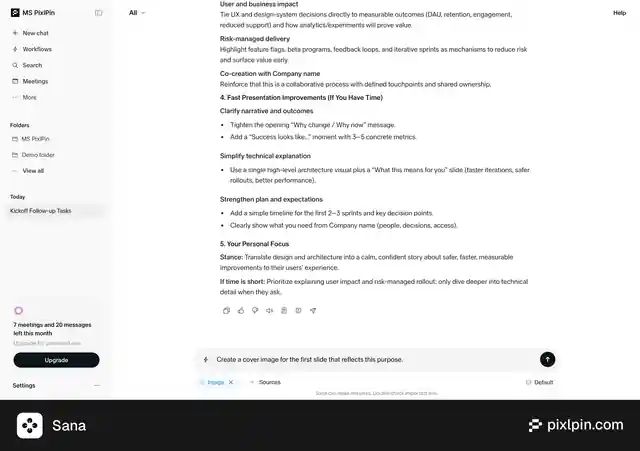 MS PixlPin
All
Help
New chat
Workflows
Search
Meetings
More
Folders
MS PixlPin
Demo folder
View all
Today
Kickoff Follow-up Tasks
7 meetings and 20 messages
left this month
Upgrade
Settings
User and business impact
Tie UX and design-system decisions directly to measurable outcomes (DAU, retention, engagement,
reduced support) and how analytics/experiments will prove value.
Risk-managed delivery
Highlight feature flags, beta programs, feedback loops, and iterative sprints as mechanisms to reduce risk
and surface value early.
Co-creation with Company name
Reinforce that this is a collaborative process with defined touchpoints and shared ownership.
4. Fast Presentation Improvements (If You Have Time)
Clarify narrative and outcomes
• Tighten the opening "Why change / Why now" message.
• Add a "Success looks like..." moment with 3–5 concrete metrics.
Simplify technical explanation
• Use a single high-level architecture visual plus a "What this means for you" slide (faster iterations, safer
rollouts, better performance).
Strengthen plan and expectations
• Add a simple timeline for the first 2–3 sprints and key decision points.
• Clearly show what you need from Company name (people, decisions, access).
5. Your Personal Focus
Stance: Translate design and architecture into a calm, confident story about safer, faster, measurable
improvements to their users' experience.
If time is short: Prioritize explaining user impact and risk-managed rollout; only dive deeper into technical
detail when they ask.
Create a cover image for the first slide that reflects this purpose.
Image
Sources
Default
Sana can make mistakes. Double-check important info.
Sana
pixlpin.com